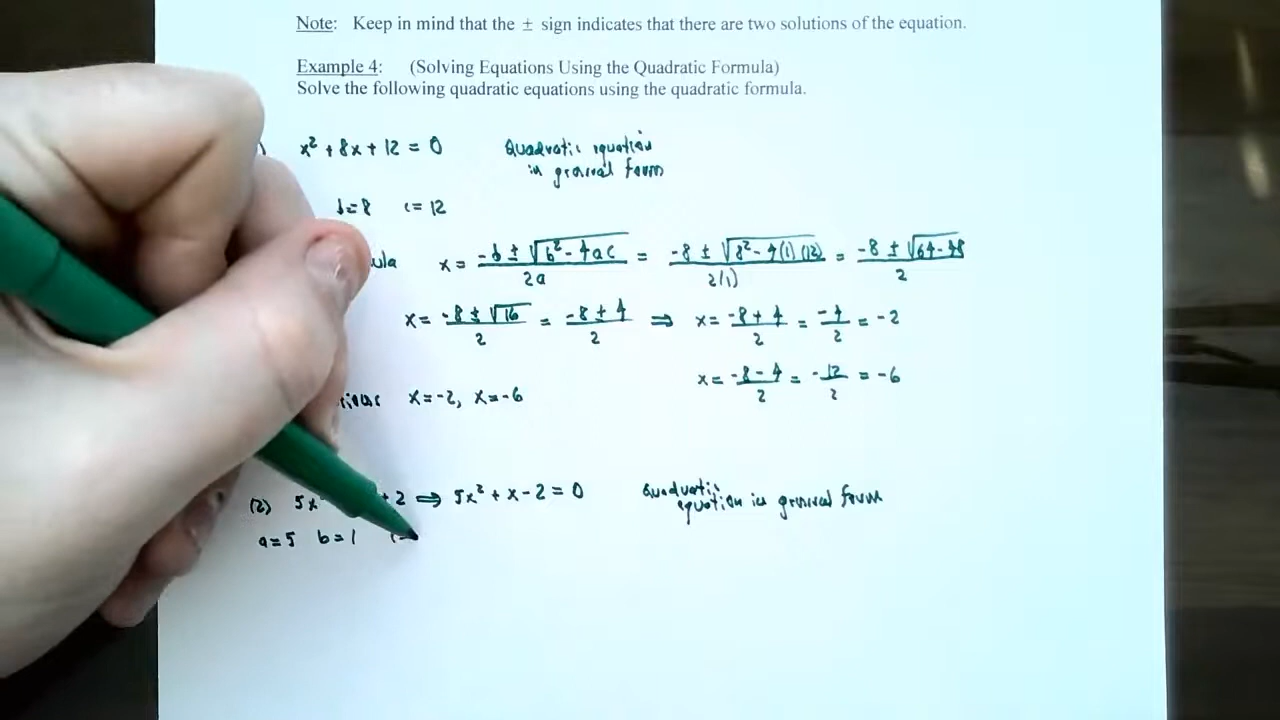 Note: Keep in mind that the ± sign indicates that there are two solutions of the equation.
Example 4: (Solving Equations Using the Quadratic Formula)
Solve the following quadratic equations using the quadratic formula.
) x² + 8x + 12 = 0 Quadratic equation
in general form
b=8 c=12
ula x = (-b ± √(b² - 4ac))/2a = (-8 ± √(8² - 4(1)(12)))/2(1) = (-8 ± √(64-48))/2
x = (-8 ± √16)/2 = (-8 ± 4)/2 ⇒ x = (-8+4)/2 = -4/2 = -2
x = (-8-4)/2 = -12/2 = -6
tions x=-2, x=-6
(2) 5x +2 ⇒ 5x² + x - 2 = 0 Quadratic
equation in general form
a=5 b=1 c=